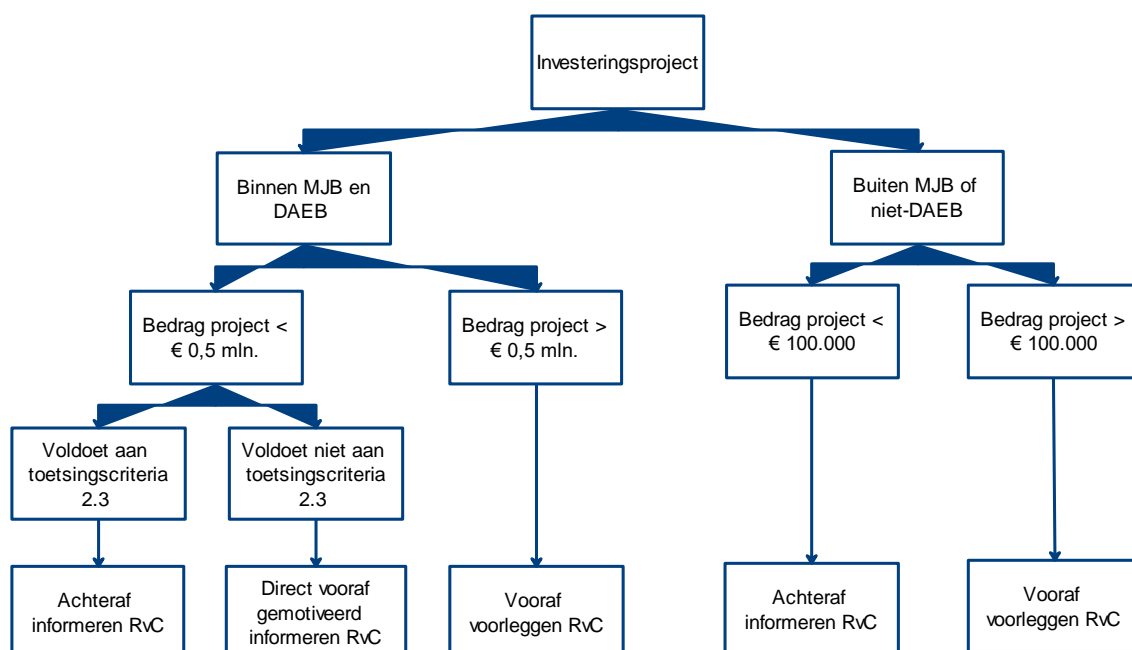 Investeringsproject
Binnen MJB en
DAEB
Buiten MJB of
niet-DAEB
Bedrag project <
€ 0,5 mln.
Bedrag project >
€ 0,5 mln.
Bedrag project <
€ 100.000
Bedrag project >
€ 100.000
Voldoet aan
toetsingscriteria
2.3
Voldoet niet aan
toetsingscriteria
2.3
Achteraf
informeren RvC
Direct vooraf
gemotiveerd
informeren RvC
Vooraf
voorleggen RvC
Achteraf
informeren RvC
Vooraf
voorleggen RvC